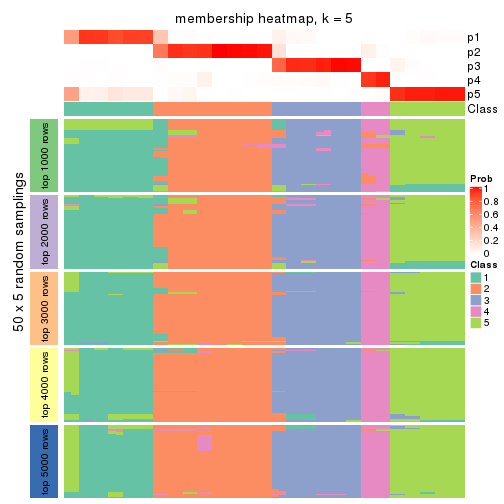 membership heatmap, k = 5
p1
p2
p3
p4
p5
Class
50 x 5 random samplings
top 1000 rows
top 2000 rows
top 3000 rows
top 4000 rows
top 5000 rows
Prob
1
0.8
0.6
0.4
0.2
0
Class
1
2
3
4
5